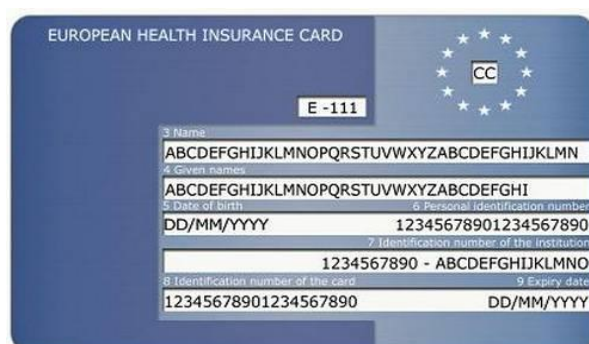 EUROPEAN HEALTH INSURANCE CARD
CC
E -111
3 Name
ABCDEFGHIJKLMNOPQRSTUVWXYZABCDEFGHIJKLMN
4 Given names
ABCDEFGHIJKLMNOPQRSTUVWXYZABCDEFGHI
5 Date of birth 6 Personal identification number
DD/MM/YYYY 12345678901234567890
7 Identification number of the institution
1234567890 - ABCDEFGHIJKLMNO
8 Identification number of the card 9 Expiry date
12345678901234567890 DD/MM/YYYY